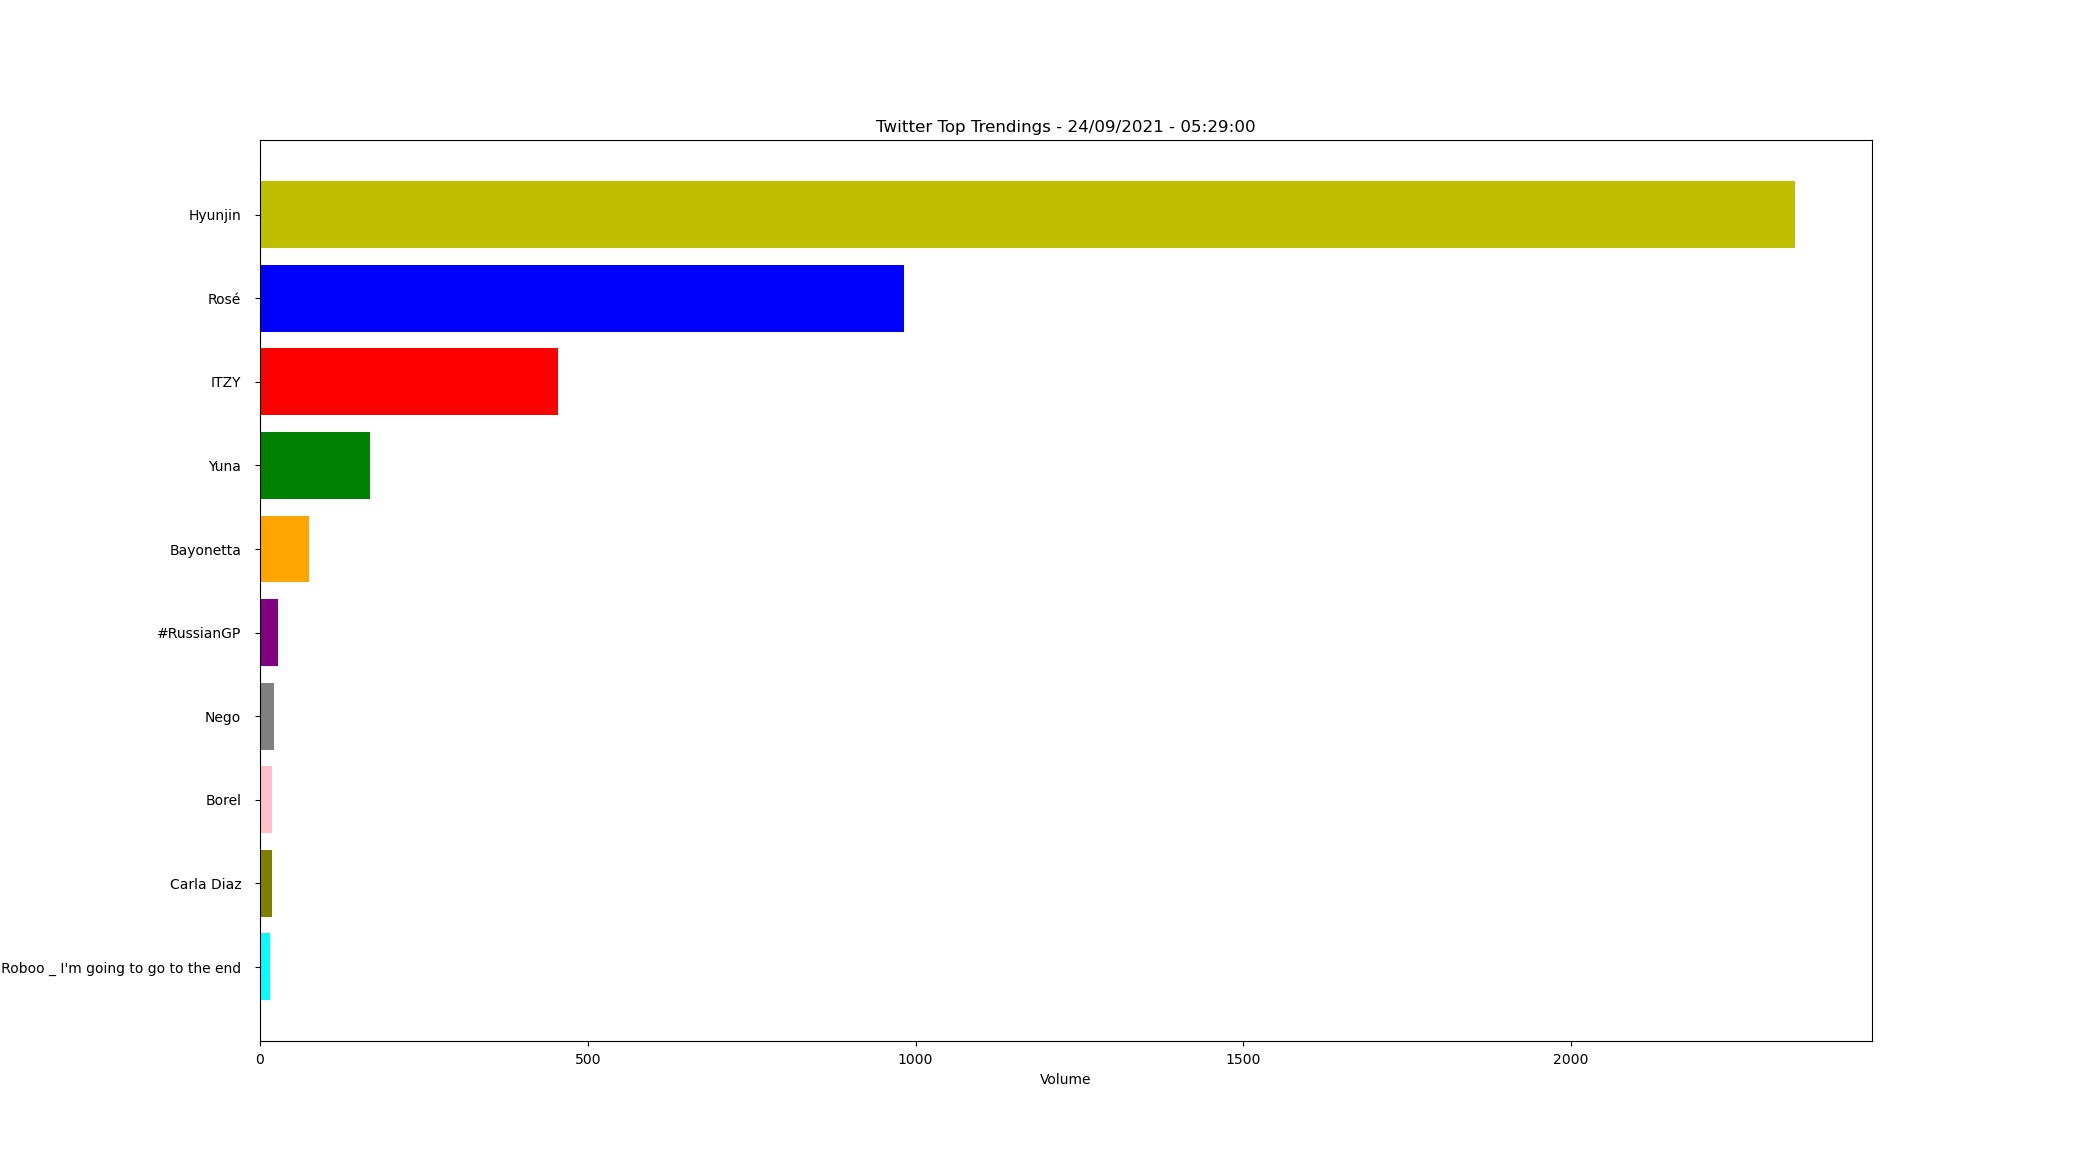 Twitter Top Trendings - 24/09/2021 - 05:29:00
Hyunjin
Rosé
ITZY
Yuna
Bayonetta
#RussianGP
Nego
Borel
Carla Diaz
Roboo _ I'm going to go to the end
0 500 1000 1500 2000
Volume